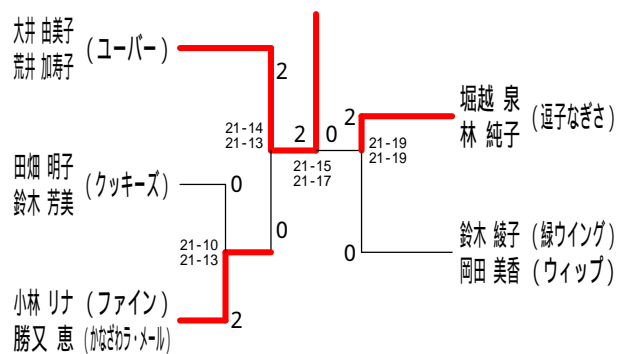 大井 由美子 (ユーバー)
荒井 加寿子
2
21-14
21-13
2
0
21-15
21-17
2
21-19
21-19
堀越 泉 (逗子なぎさ)
林 純子
田畑 明子 (クッキーズ)
鈴木 芳美
0
0
0
鈴木 綾子 (緑ウイング)
岡田 美香 (ウィップ)
21-10
21-13
小林 リナ (ファイン)
勝又 恵 (かなざわラ・メール)
2